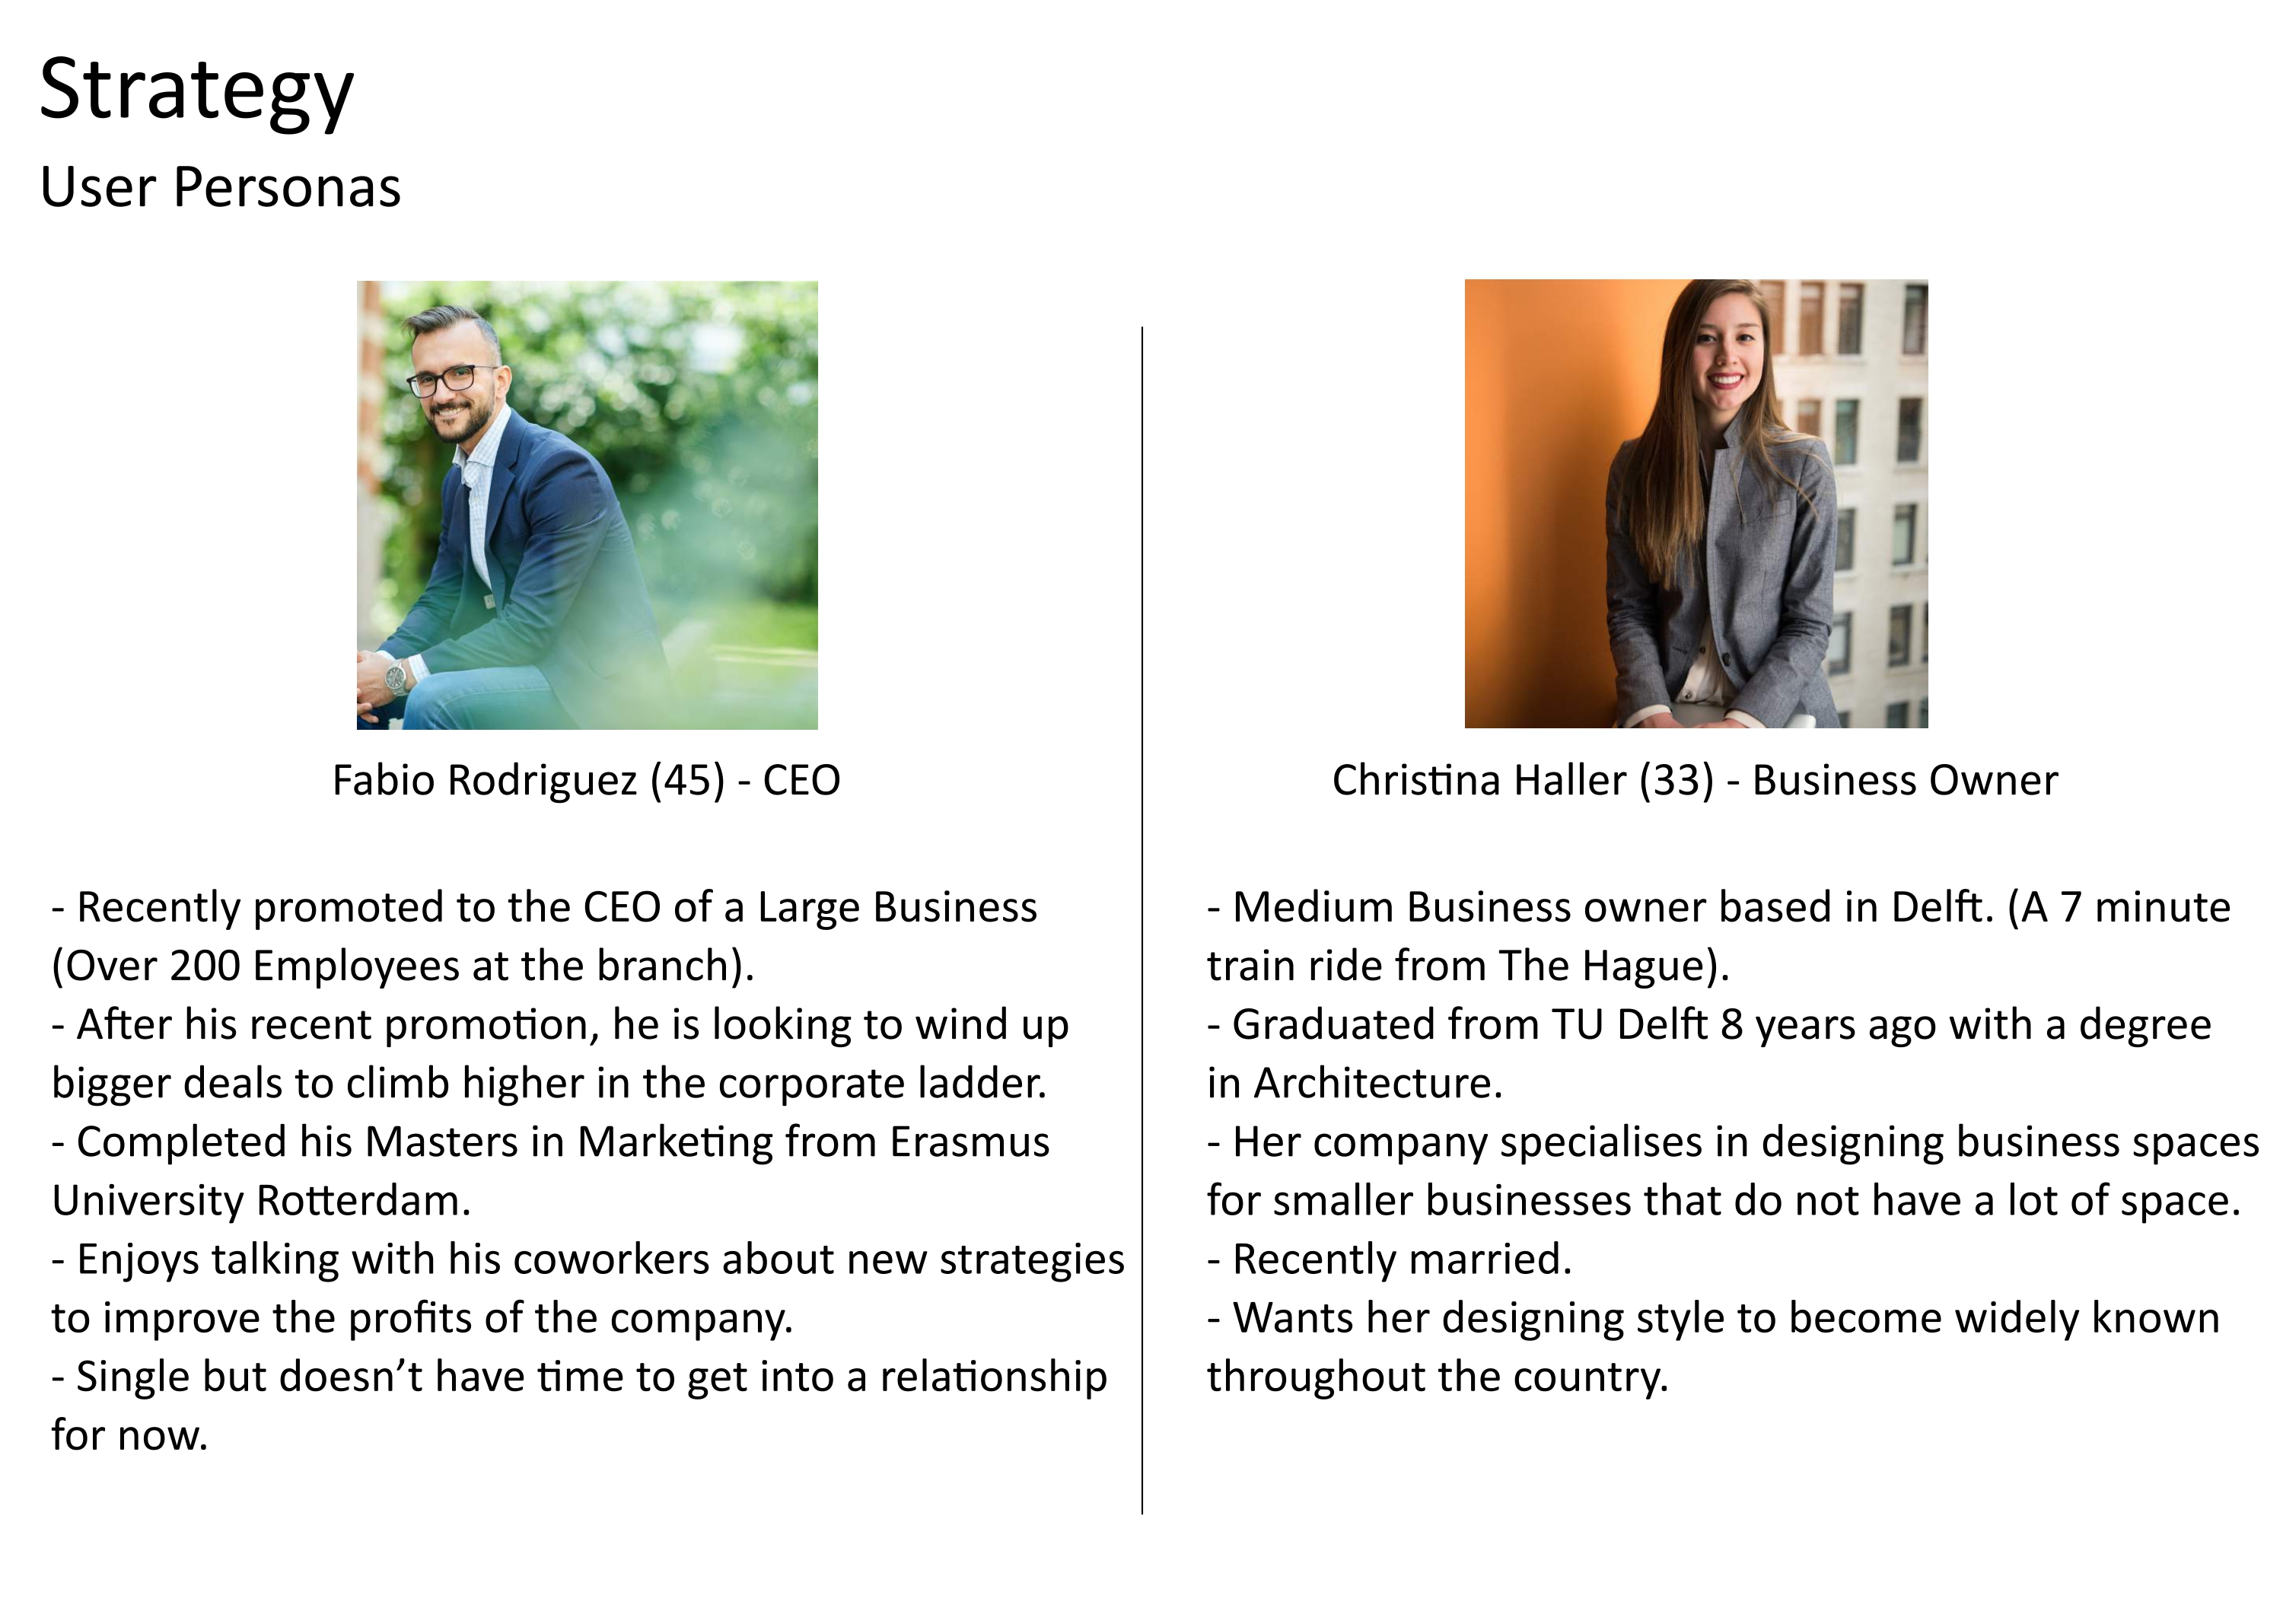 Strategy
User Personas
Fabio Rodriguez (45) - CEO
- Recently promoted to the CEO of a Large Business
(Over 200 Employees at the branch).
- After his recent promotion, he is looking to wind up
bigger deals to climb higher in the corporate ladder.
- Completed his Masters in Marketing from Erasmus
University Rotterdam.
- Enjoys talking with his coworkers about new strategies
to improve the profits of the company.
- Single but doesn’t have time to get into a relationship
for now.
Christina Haller (33) - Business Owner
- Medium Business owner based in Delft. (A 7 minute
train ride from The Hague).
- Graduated from TU Delft 8 years ago with a degree
in Architecture.
- Her company specialises in designing business spaces
for smaller businesses that do not have a lot of space.
- Recently married.
- Wants her designing style to become widely known
throughout the country.